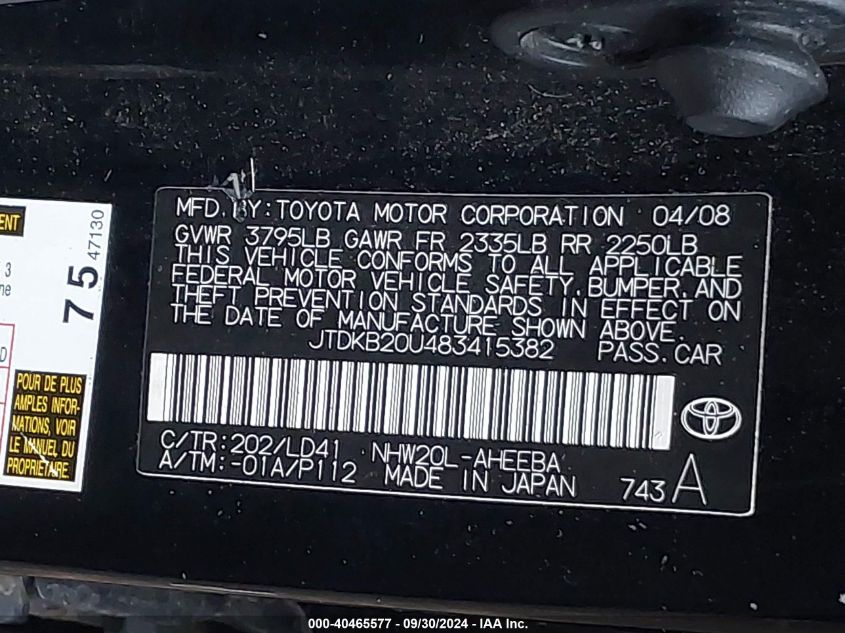 MFD. BY: TOYOTA MOTOR CORPORATION 04/08
GVWR 3795LB GAWR FR 2335LB RR 2250LB
THIS VEHICLE CONFORMS TO ALL APPLICABLE
FEDERAL MOTOR VEHICLE SAFETY, BUMPER, AND
THEFT PREVENTION STANDARDS IN EFFECT ON
THE DATE OF MANUFACTURE SHOWN ABOVE.
JTDKB20U483415382 PASS. CAR
C/TR:202/LD41 NHW20L-AHEEBA
A/TM:-01A/P112 MADE IN JAPAN 743 A
ENT
3
ne
75
47130
D
POUR DE PLUS
AMPLES INFOR-
MATIONS, VOIR
LE MANUEL DU
PROPRIÉTAIRE.
000-40465577 - 09/30/2024 - IAA Inc.